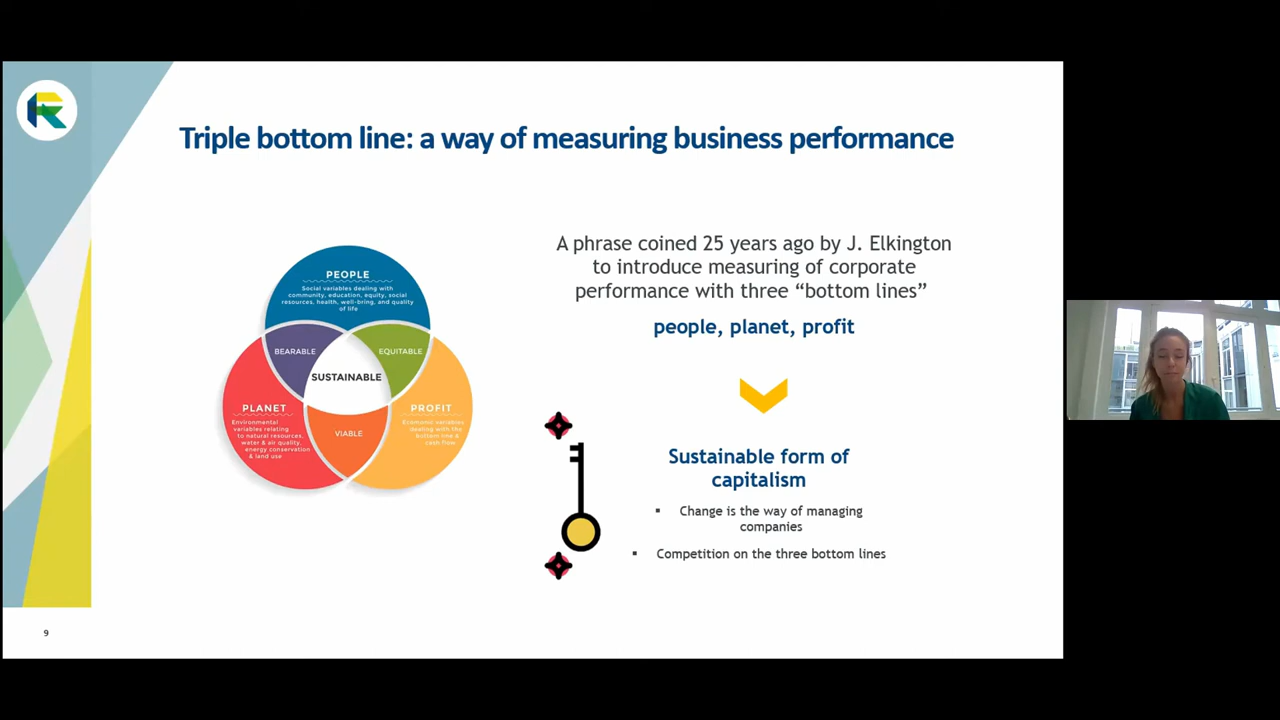 Triple bottom line: a way of measuring business performance
PEOPLE
Social variables dealing with
community, education, equity, social
resources, health, well-bring, and quality
of life
BEARABLE
EQUITABLE
SUSTAINABLE
PLANET
Environmental
variables relating
to natural resources,
water & air quality,
energy conservation
& land use
VIABLE
PROFIT
Economic variables
dealing with the
bottom line &
cash flow
A phrase coined 25 years ago by J. Elkington
to introduce measuring of corporate
performance with three “bottom lines”
people, planet, profit
Sustainable form of
capitalism
▪ Change is the way of managing
companies
▪ Competition on the three bottom lines
9